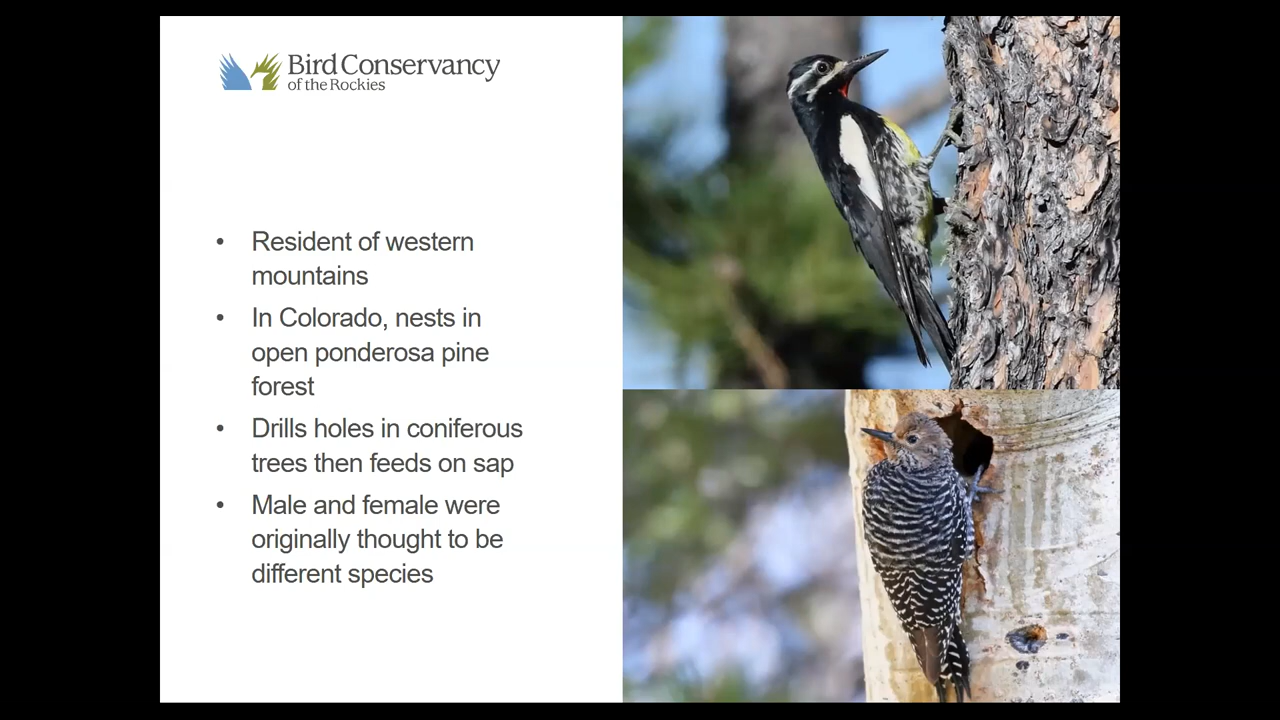 Bird Conservancy
of the Rockies
• Resident of western
mountains
• In Colorado, nests in
open ponderosa pine
forest
• Drills holes in coniferous
trees then feeds on sap
• Male and female were
originally thought to be
different species